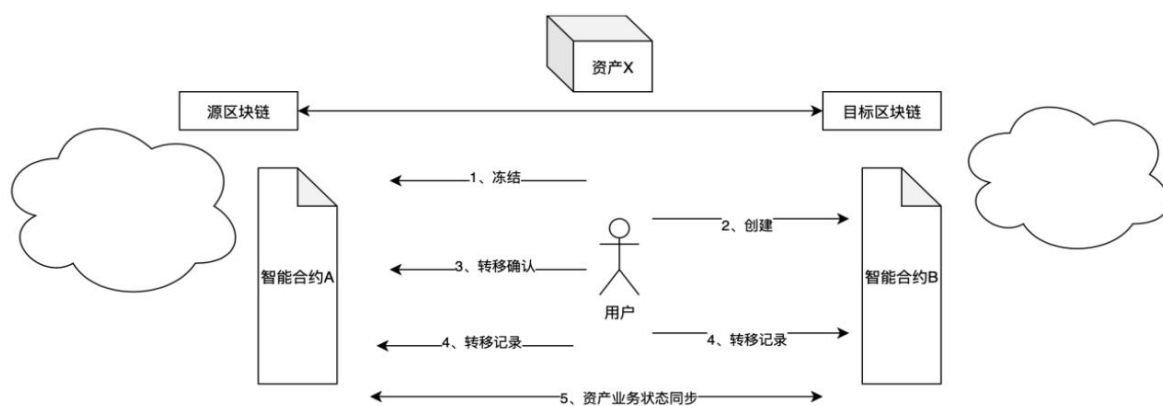 资产X
源区块链
目标区块链
1、冻结
2、创建
智能合约A
3、转移确认
用户
智能合约B
4、转移记录
4、转移记录
5、资产业务状态同步